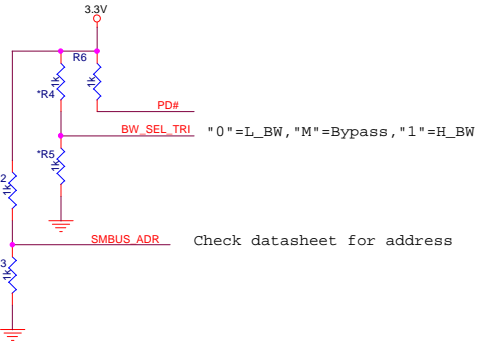 3.3V
R6
1k
1k
*R4
PD#
BW_SEL_TRI "0"=L_BW,"M"=Bypass,"1"=H_BW
*R5
1k
2
1k
SMBUS_ADR Check datasheet for address
3
1k